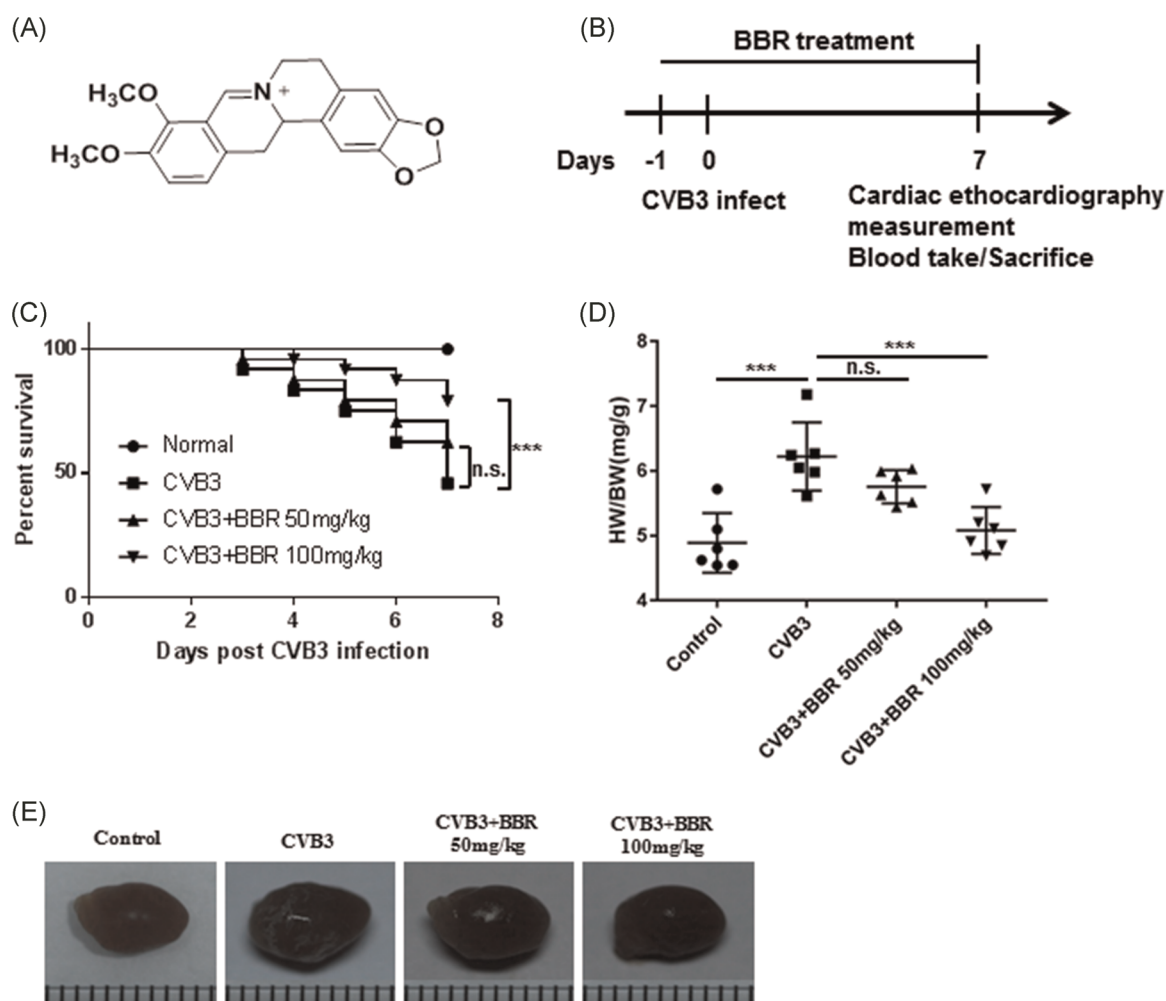 (A)
H₃CO
H₃CO
N +
O
O
(B)
BBR treatment
Days -1 0 7
CVB3 infect
Cardiac ethocardiography
measurement
Blood take/Sacrifice
(C)
Percent survival
100
50
0
Normal
CVB3
CVB3+BBR 50mg/kg
CVB3+BBR 100mg/kg
n.s.
***
0 2 4 6 8
Days post CVB3 infection
(D)
HW/BW(mg/g)
8
7
6
5
4
***
n.s.
***
Control
CVB3
CVB3+BBR 50mg/kg
CVB3+BBR 100mg/kg
(E)
Control
CVB3
CVB3+BBR
50mg/kg
CVB3+BBR
100mg/kg